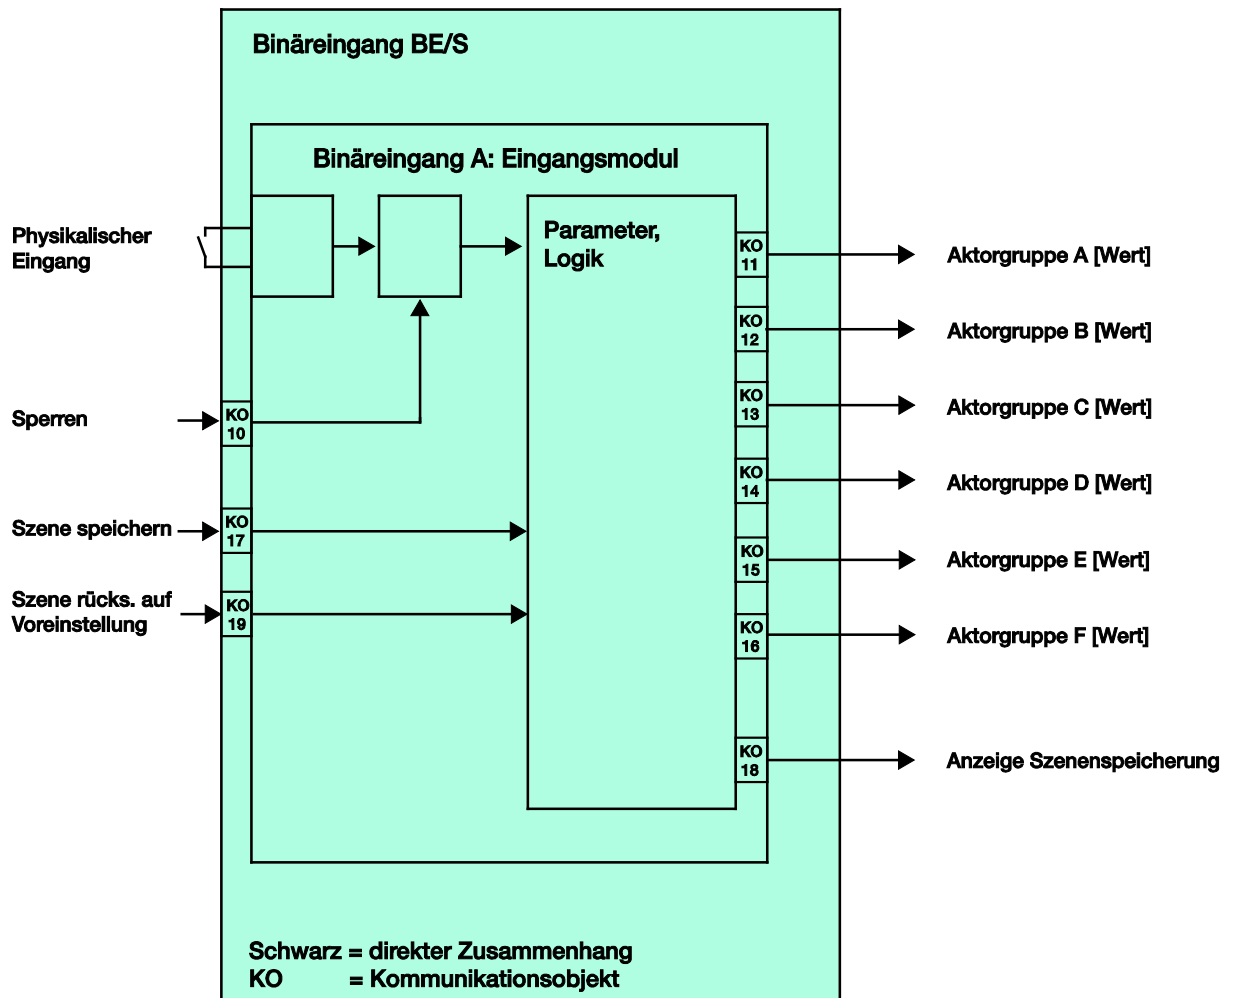 Binäreingang BE/S
Binäreingang A: Eingangsmodul
Physikalischer
Eingang
Parameter,
Logik
KO
11
Aktorgruppe A [Wert]
KO
12
Aktorgruppe B [Wert]
KO
13
Aktorgruppe C [Wert]
Sperren
KO
10
KO
14
Aktorgruppe D [Wert]
Szene speichern
KO
17
KO
15
Aktorgruppe E [Wert]
Szene rücks. auf
Voreinstellung
KO
19
KO
16
Aktorgruppe F [Wert]
KO
18
Anzeige Szenenspeicherung
Schwarz = direkter Zusammenhang
KO = Kommunikationsobjekt